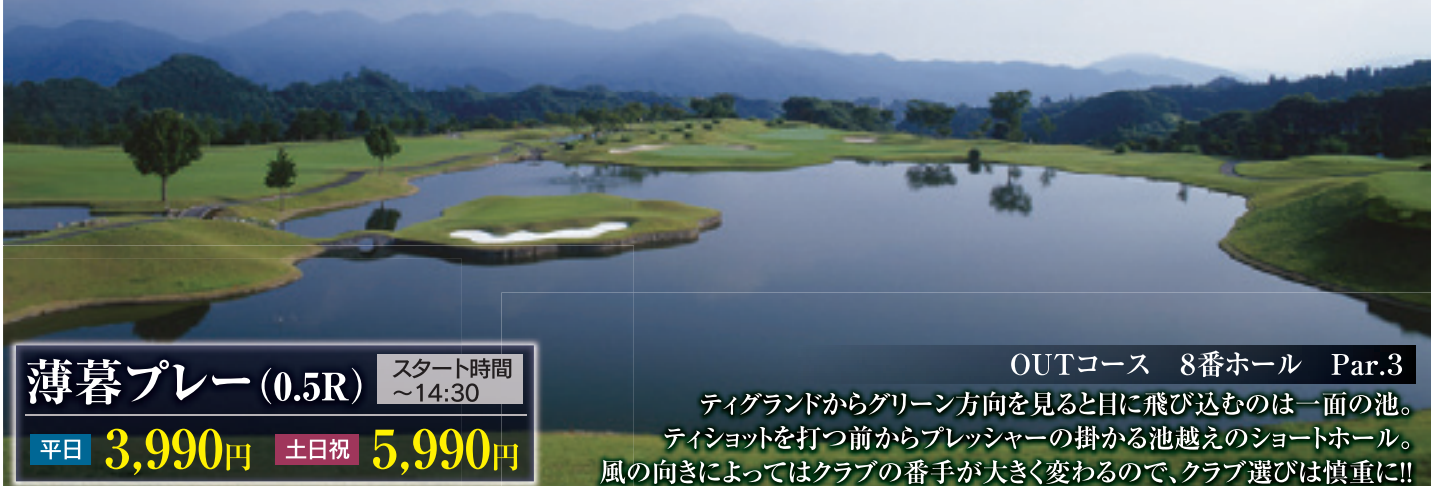 薄暮プレー(0.5R)
スタート時間
～14:30
平日 3,990円 土日祝 5,990円
OUTコース 8番ホール Par.3
ティグランドからグリーン方向を見ると目に飛び込むのは一面の池。
ティショットを打つ前からプレッシャーの掛かる池越えのショートホール。
風の向きによってはクラブの番手が大きく変わるので、クラブ選びは慎重に!!